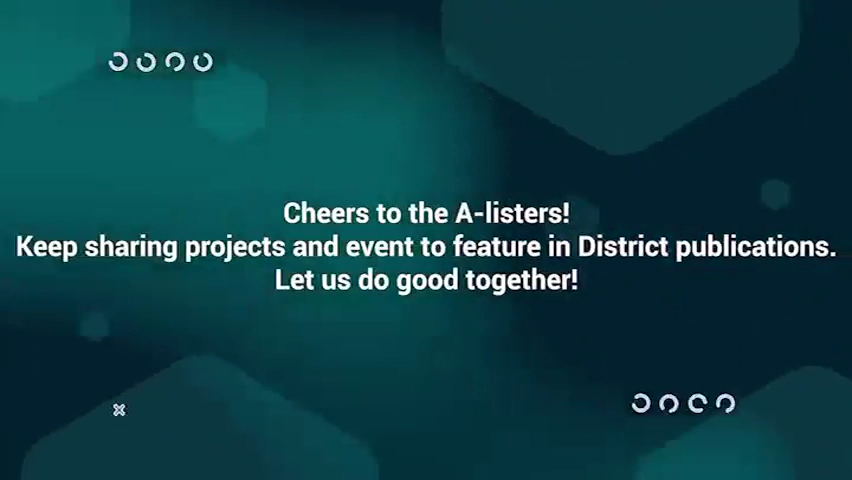 Cheers to the A-listers!
Keep sharing projects and event to feature in District publications.
Let us do good together!